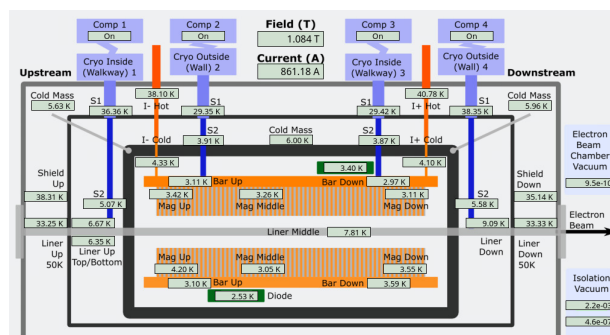 Comp 1
On
Comp 2
On
Field (T)
1.084 T
Current (A)
861.18 A
Comp 3
On
Comp 4
On
Cryo Inside
(Walkway) 1
Cryo Outside
(Wall) 2
Cryo Inside
(Walkway) 3
Cryo Outside
(Wall) 4
Upstream
Downstream
Cold Mass
5.63 K
S1
36.36 K
38.10 K
I- Hot
S1
29.35 K
S1
29.42 K
40.78 K
I+ Hot
S1
38.35 K
Cold Mass
5.96 K
I- Cold
4.33 K
S2
3.91 K
Cold Mass
6.00 K
S2
3.87 K
I+ Cold
4.10 K
3.40 K
Electron
Beam
Chamber
Vacuum
9.5e-10
Shield
Up
38.31 K
S2
5.07 K
3.11 K
Bar Up
Bar Down
2.97 K
3.42 K
3.26 K
3.11 K
Mag Up
Mag Middle
Mag Down
S2
5.58 K
Shield
Down
35.14 K
33.25 K
6.67 K
Liner Middle
7.81 K
9.09 K
33.33 K
Electron
Beam
Liner
Up
50K
6.35 K
Liner Up
Top/Bottom
Liner
Down
Liner
Down
50K
Mag Up
Mag Middle
Mag Down
4.20 K
3.05 K
3.55 K
Bar Up
Bar Down
3.10 K
3.59 K
2.53 K
Diode
Isolation
Vacuum
2.2e-03
4.6e-07